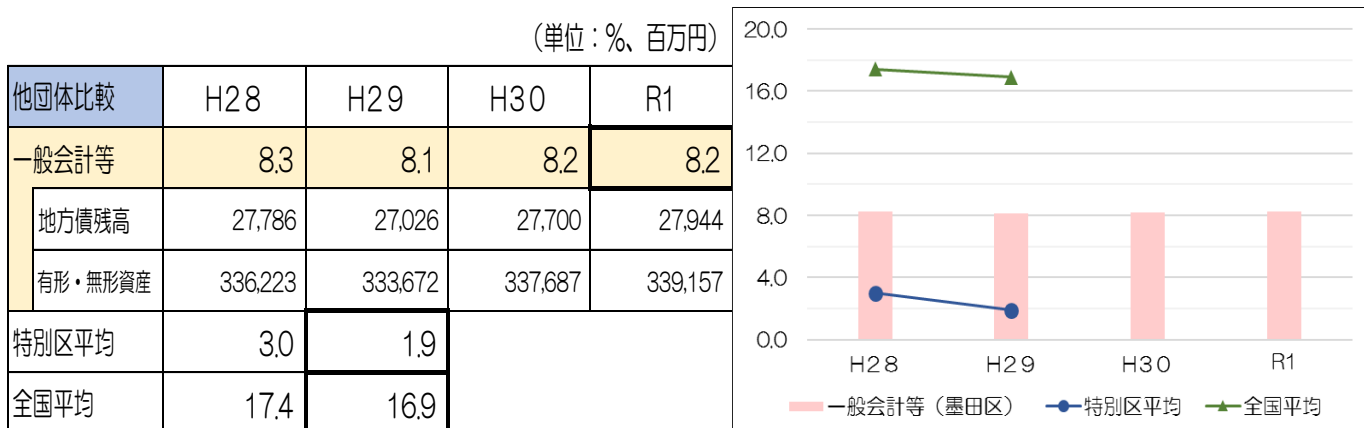 (単位：%、百万円)
他団体比較 H28 H29 H30 R1
一般会計等 8.3 8.1 8.2 8.2
地方債残高 27,786 27,026 27,700 27,944
有形・無形資産 336,223 333,672 337,687 339,157
特別区平均 3.0 1.9
全国平均 17.4 16.9
20.0
16.0
12.0
8.0
4.0
0.0
H28 H29 H30 R1
一般会計等（墨田区） 特別区平均 全国平均